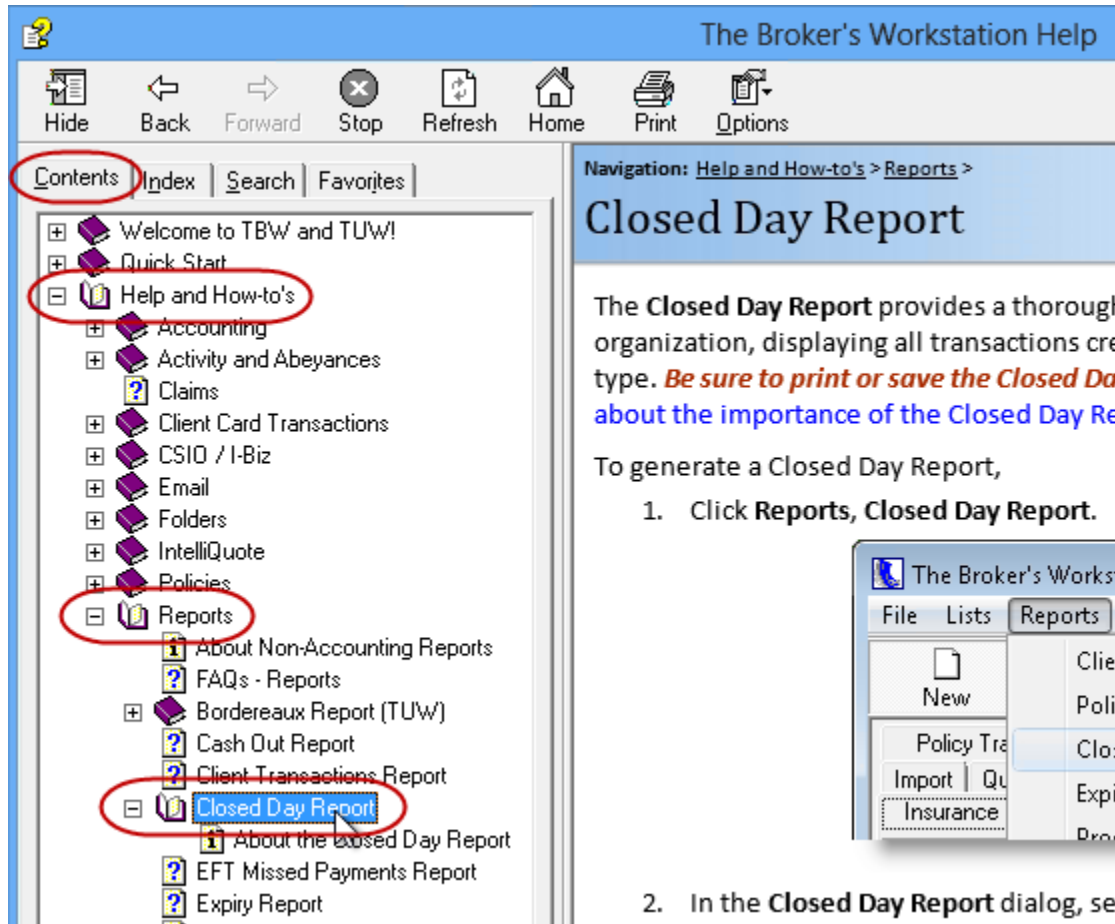 The Broker's Workstation Help
Hide Back Forward Stop Refresh Home Print Options
Contents Index Search Favorites
Welcome to TBW and TUW!
Quick Start
Help and How-to's
Accounting
Activity and Abeyances
Claims
Client Card Transactions
CSIO / I-Biz
Email
Folders
IntelliQuote
Policies
Reports
About Non-Accounting Reports
FAQs - Reports
Bordereaux Report (TUW)
Cash Out Report
Client Transactions Report
Closed Day Report
About the Closed Day Report
EFT Missed Payments Report
Expiry Report
Navigation: Help and How-to's > Reports >
Closed Day Report
The Closed Day Report provides a thorough
organization, displaying all transactions cre
type. Be sure to print or save the Closed Da
about the importance of the Closed Day Re
To generate a Closed Day Report,
1. Click Reports, Closed Day Report.
The Broker's Works
File Lists Reports
New
Policy Tra
Import Qu
Insurance
Clie
Poli
Clo
Expi
2. In the Closed Day Report dialog, se